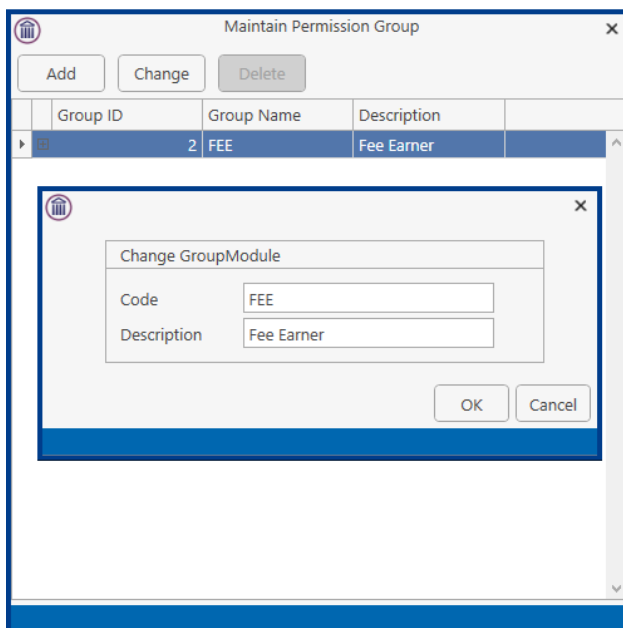 Maintain Permission Group
Add Change Delete
Group ID Group Name Description
2 FEE Fee Earner
Change GroupModule
Code FEE
Description Fee Earner
OK Cancel